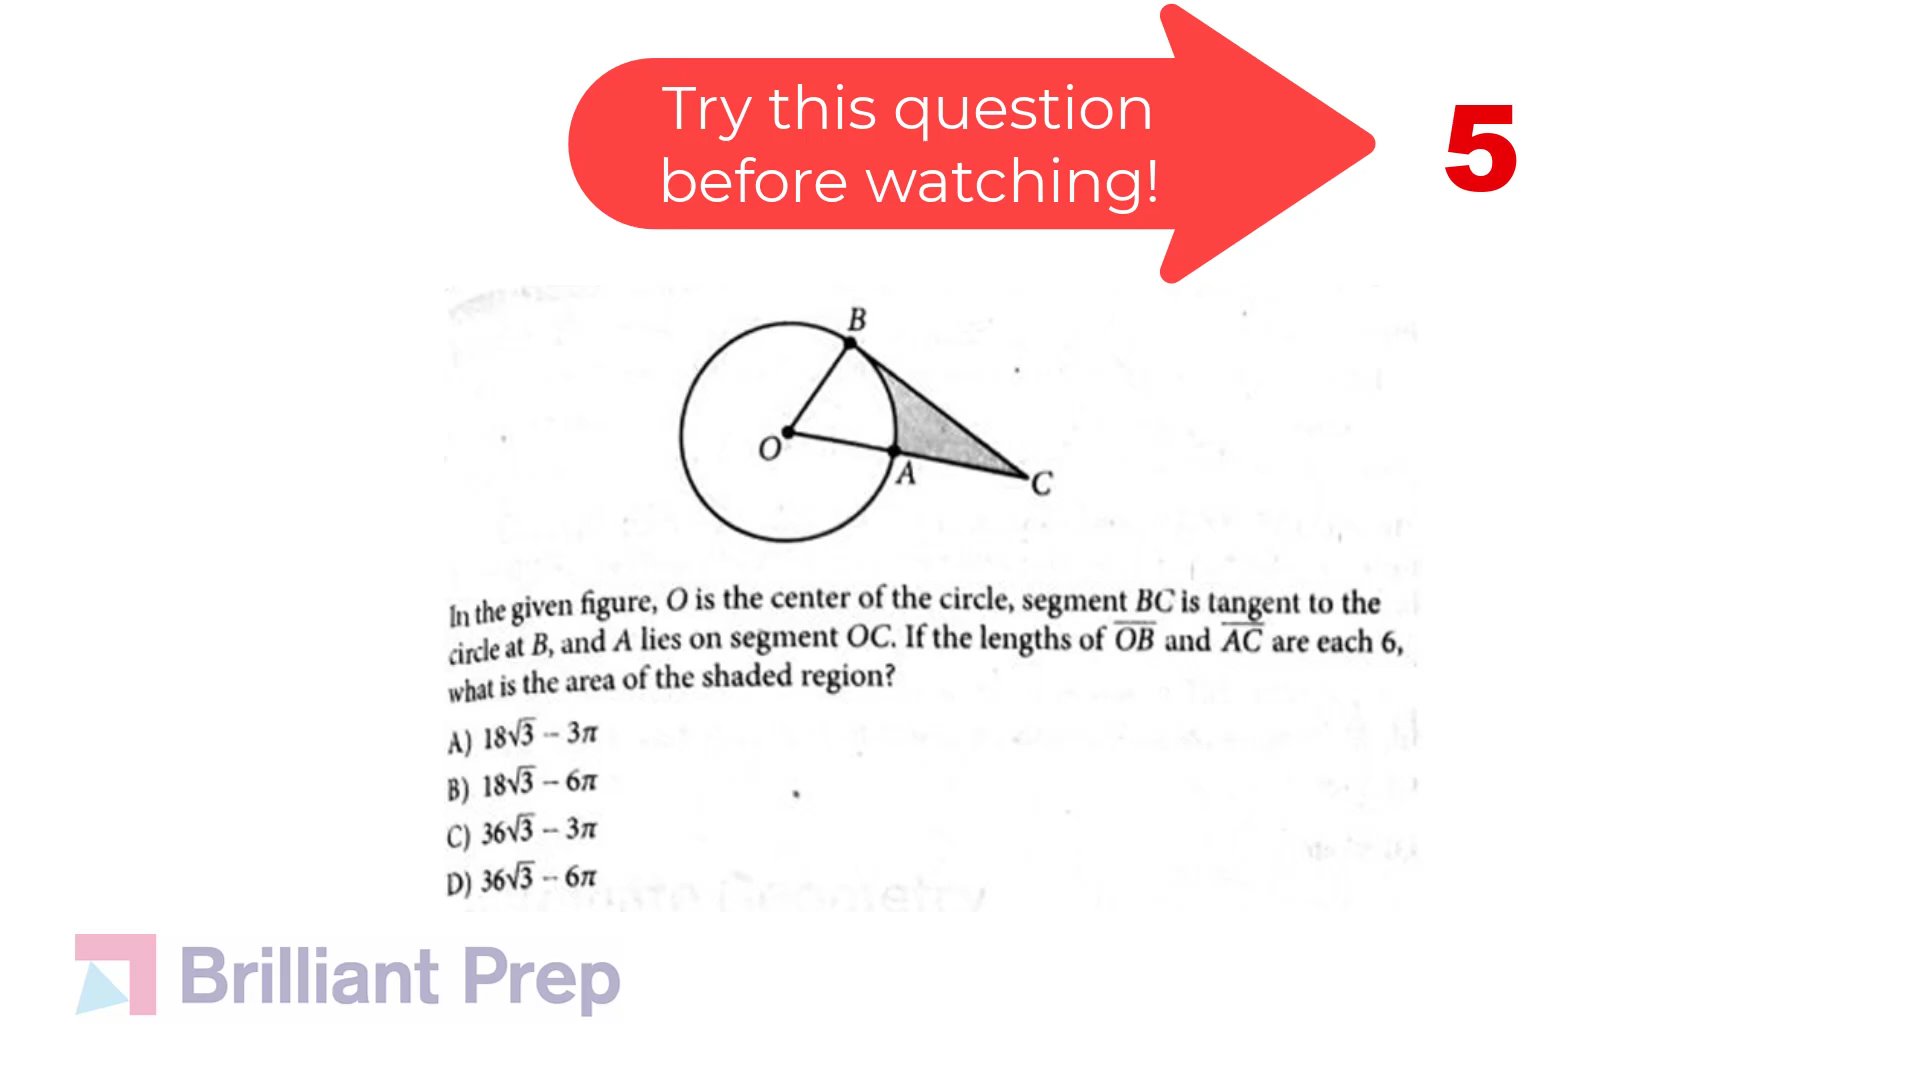 Try this question
before watching!
5
B
O
A
C
In the given figure, O is the center of the circle, segment BC is tangent to the
circle at B, and A lies on segment OC. If the lengths of O̅B̅ and A̅C̅ are each 6,
what is the area of the shaded region?
A) 18√3 – 3π
B) 18√3 – 6π
C) 36√3 – 3π
D) 36√3 – 6π
Brilliant Prep